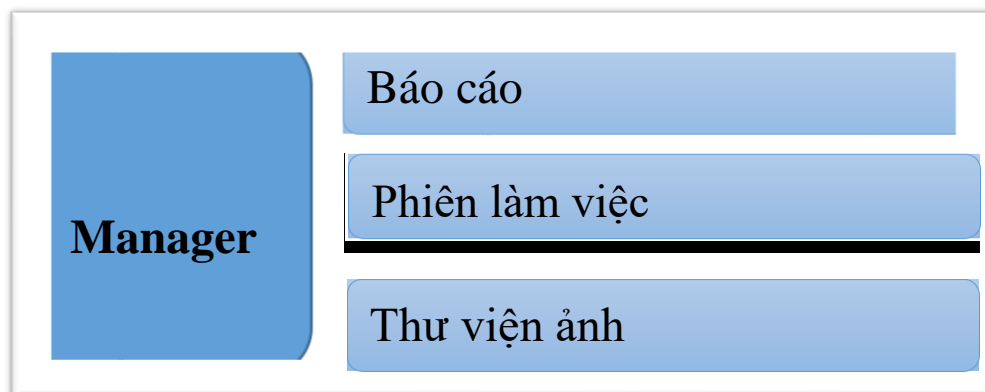 Manager
Báo cáo
Phiên làm việc
Thư viện ảnh